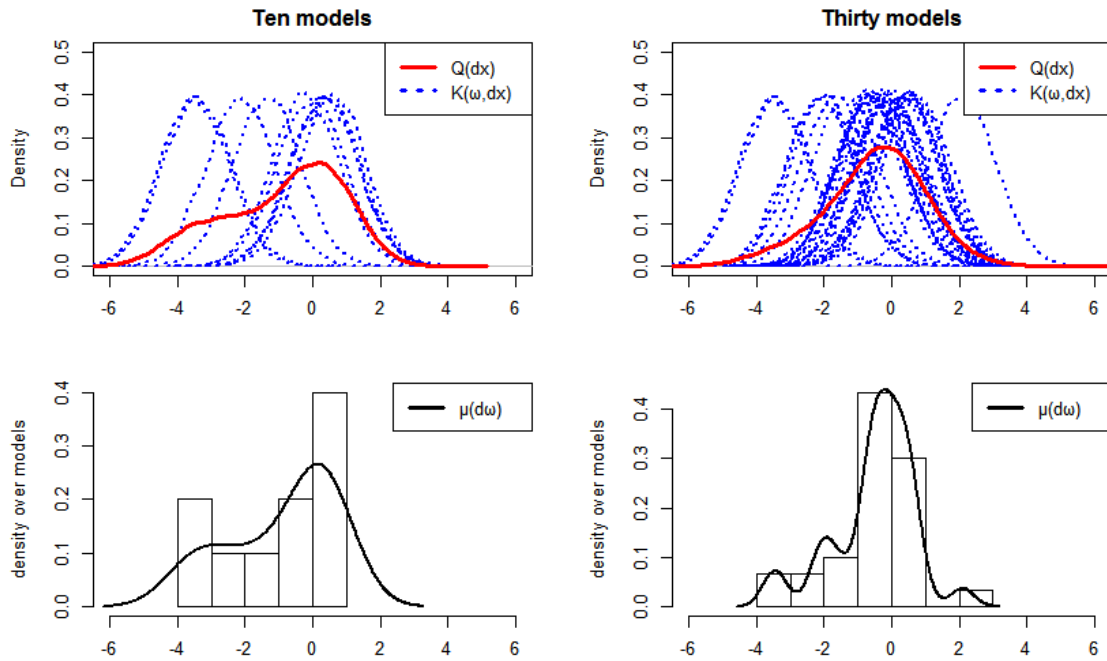 Ten models
Density
0.0 0.1 0.2 0.3 0.4 0.5
Q(dx)
K(ω,dx)
-6 -4 -2 0 2 4 6
Thirty models
Density
0.0 0.1 0.2 0.3 0.4 0.5
Q(dx)
K(ω,dx)
-6 -4 -2 0 2 4 6
density over models
0.0 0.1 0.2 0.3 0.4
μ(dω)
-6 -4 -2 0 2 4 6
density over models
0.0 0.1 0.2 0.3 0.4
μ(dω)
-6 -4 -2 0 2 4 6